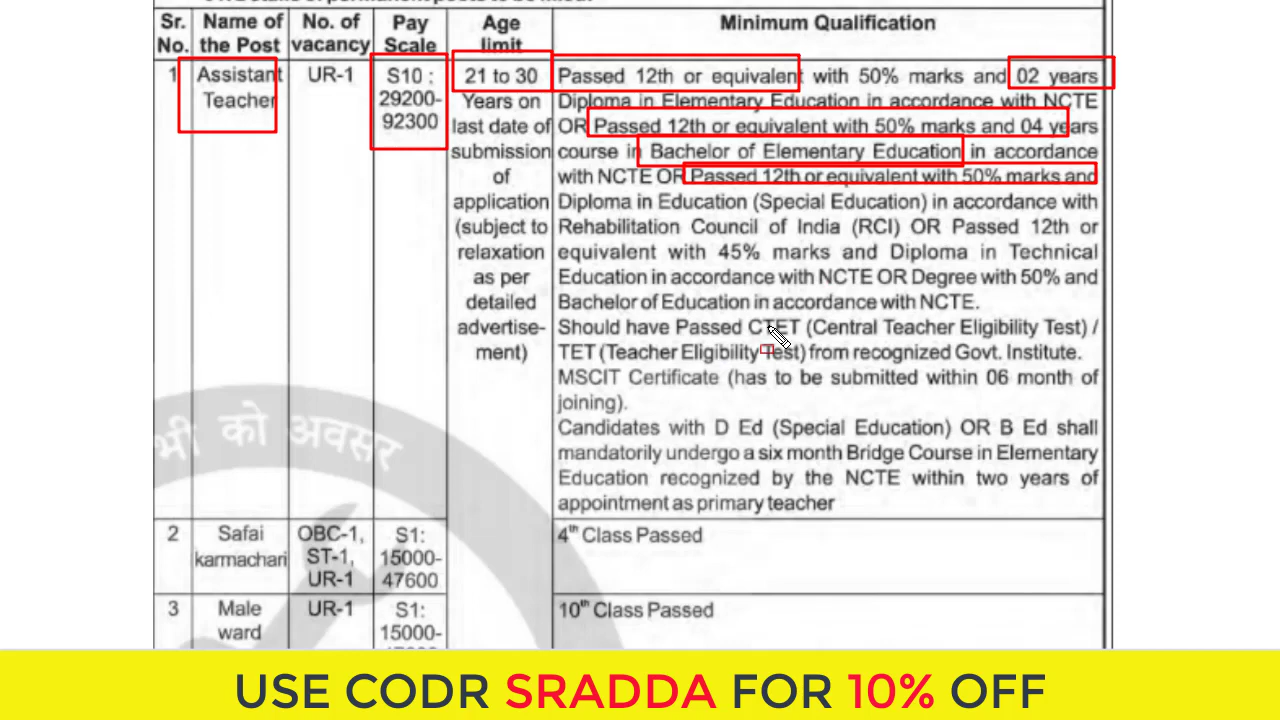 Sr. No. Name of the Post No. of vacancy Pay Scale Age limit Minimum Qualification
1 Assistant Teacher UR-1 S10 : 29200-92300
21 to 30
Years on
last date of
submission
of
application
(subject to
relaxation
as per
detailed
advertise-
ment)
Passed 12th or equivalent with 50% marks and 02 years
Diploma in Elementary Education in accordance with NCTE
OR Passed 12th or equivalent with 50% marks and 04 years
course in Bachelor of Elementary Education in accordance
with NCTE OR Passed 12th or equivalent with 50% marks and
Diploma in Education (Special Education) in accordance with
Rehabilitation Council of India (RCI) OR Passed 12th or
equivalent with 45% marks and Diploma in Technical
Education in accordance with NCTE OR Degree with 50% and
Bachelor of Education in accordance with NCTE.
Should have Passed CTET (Central Teacher Eligibility Test) /
TET (Teacher Eligibility Test) from recognized Govt. Institute.
MSCIT Certificate (has to be submitted within 06 month of
joining).
Candidates with D Ed (Special Education) OR B Ed shall
mandatorily undergo a six month Bridge Course in Elementary
Education recognized by the NCTE within two years of
appointment as primary teacher
को अवसर
2 Safai karmachari OBC-1, ST-1, UR-1 S1: 15000-47600 4th Class Passed
3 Male ward UR-1 S1: 15000- 10th Class Passed
USE CODR SRADDA FOR 10% OFF